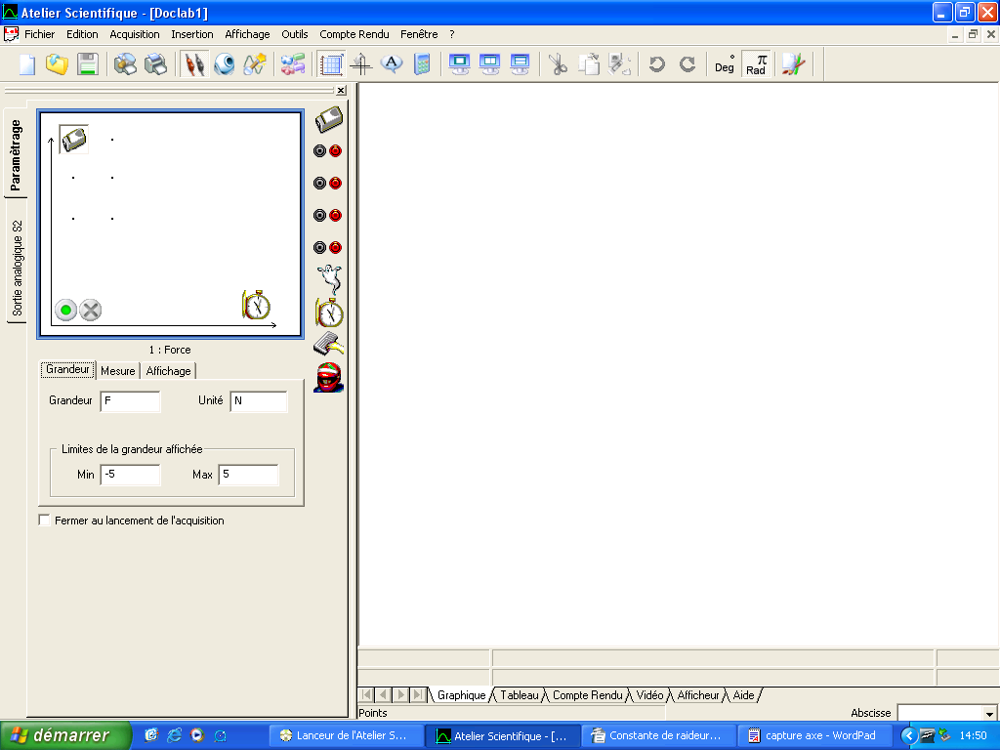 Atelier Scientifique - [Doclab1]
Fichier Edition Acquisition Insertion Affichage Outils Compte Rendu Fenêtre ?
Deg° π Rad
Paramètrage
Sortie analogique S2
1 : Force
Grandeur Mesure Affichage
Grandeur F Unité N
Limites de la grandeur affichée
Min -5 Max 5
Fermer au lancement de l'acquisition
Graphique Tableau Compte Rendu Vidéo Afficheur Aide
Points Abscisse
démarrer Lanceur de l'Atelier S... Atelier Scientifique - [... Constante de raideur... capture axe - WordPad 14:50